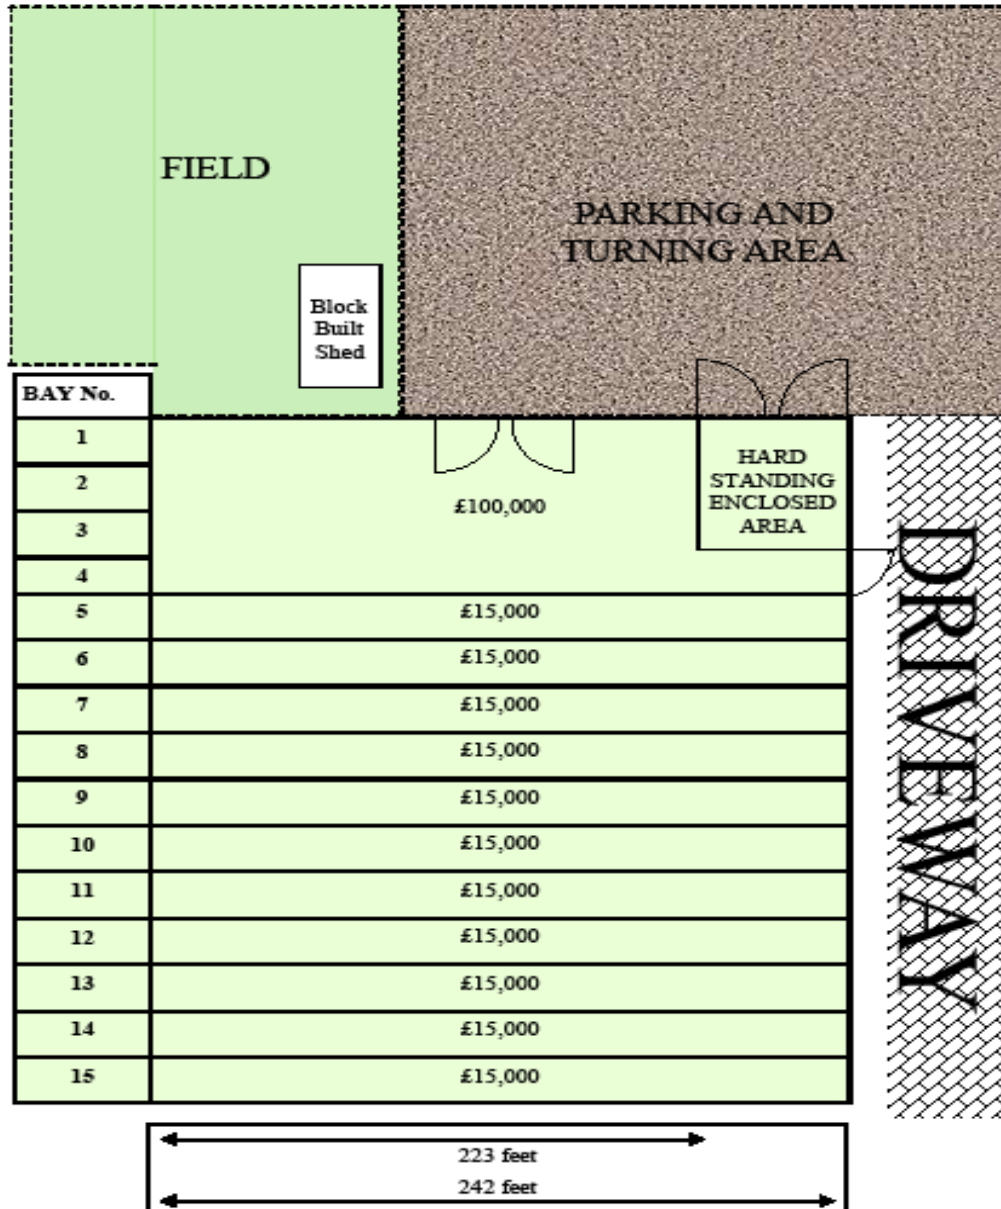 FIELD
PARKING AND
TURNING AREA
Block
Built
Shed
BAY No.
1
2
3
4
£100,000
HARD
STANDING
ENCLOSED
AREA
DRIVEWAY
5 £15,000
6 £15,000
7 £15,000
8 £15,000
9 £15,000
10 £15,000
11 £15,000
12 £15,000
13 £15,000
14 £15,000
15 £15,000
223 feet
242 feet